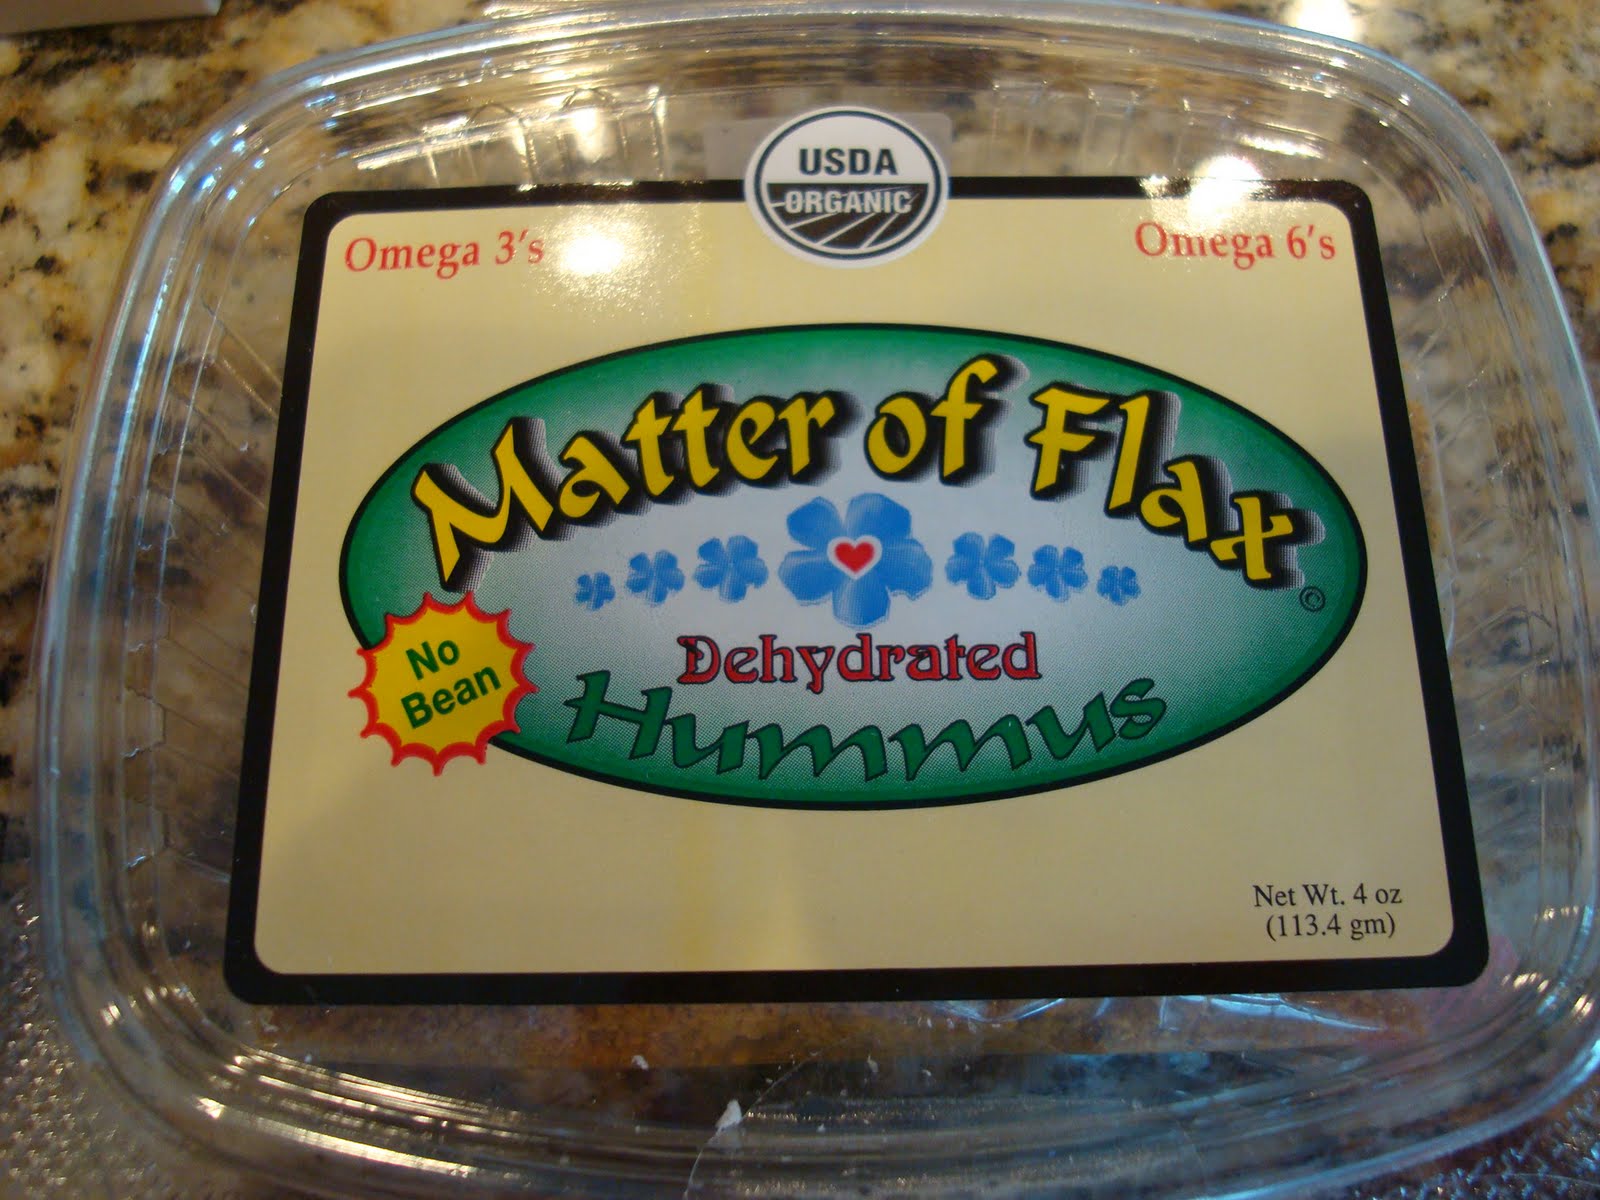 USDA
ORGANIC
Omega 3's
Omega 6's
Matter of Flax
©
No
Bean
Dehydrated
Hummus
Net Wt. 4 oz
(113.4 gm)